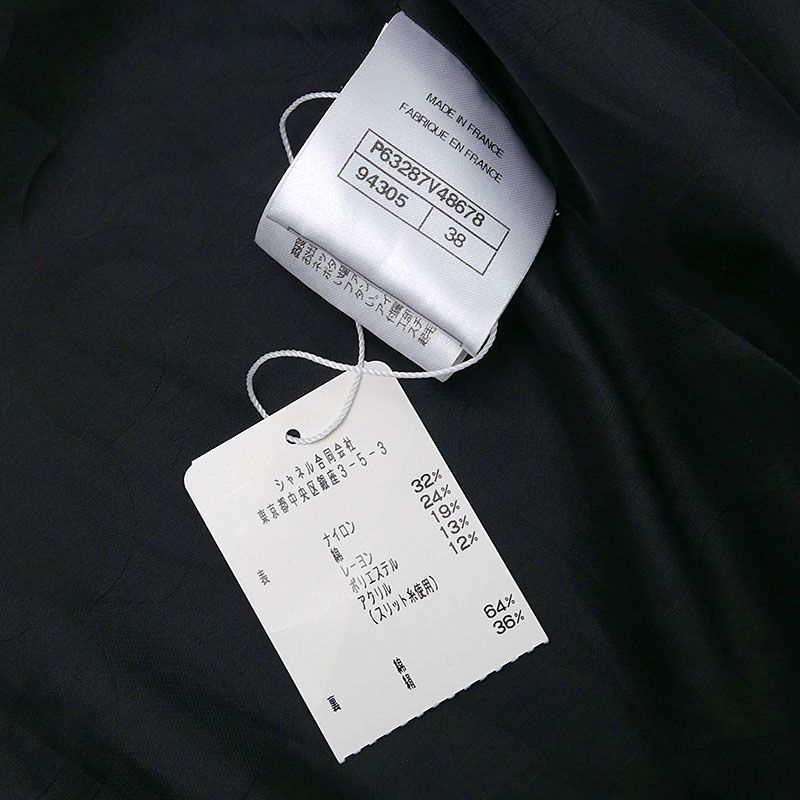 MADE IN FRANCE
FABRIQUE EN FRANCE
P63287V48678
94305 38
シャネル合同会社
東京都中央区銀座3-5-3
表 ナイロン 32%
綿 24%
レーヨン 19%
ポリエステル 13%
アクリル 12%
(スリット糸使用)
裏 綿 64%
絹 36%